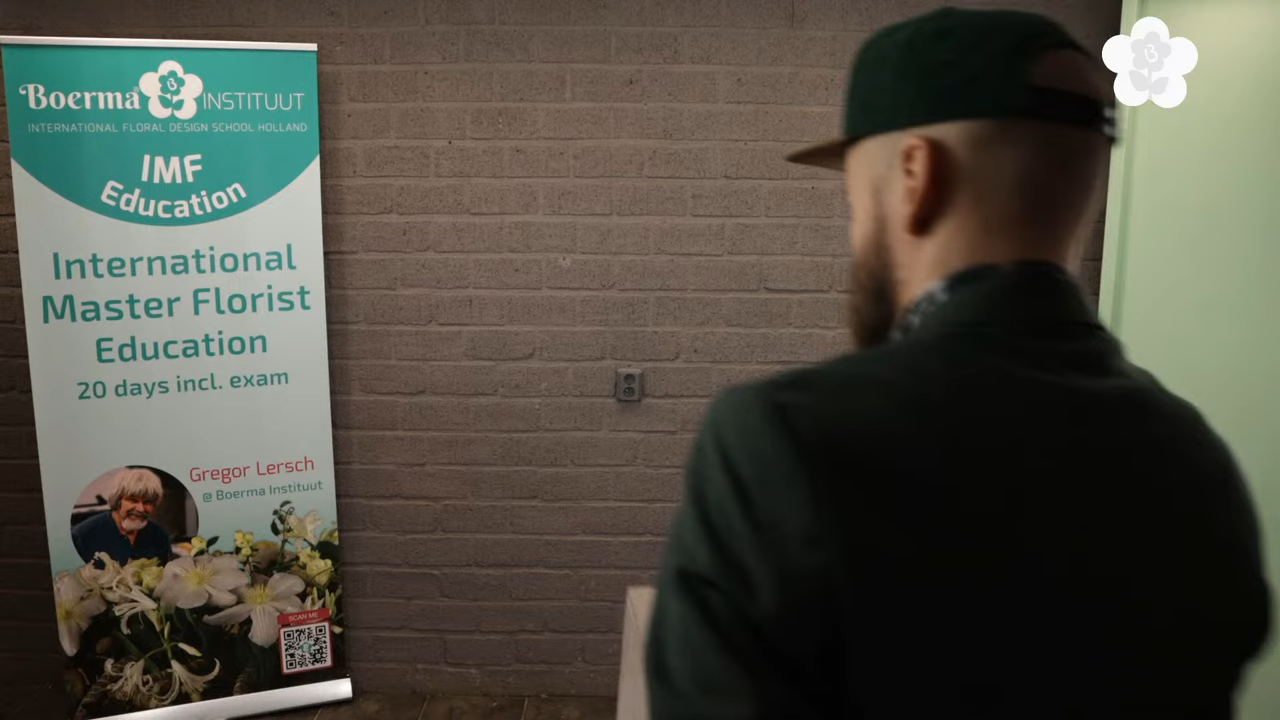 Boerma INSTITUUT
INTERNATIONAL FLORAL DESIGN SCHOOL HOLLAND
IMF
Education
International
Master Florist
Education
20 days incl. exam
Gregor Lersch
@ Boerma Instituut
SCAN ME
B